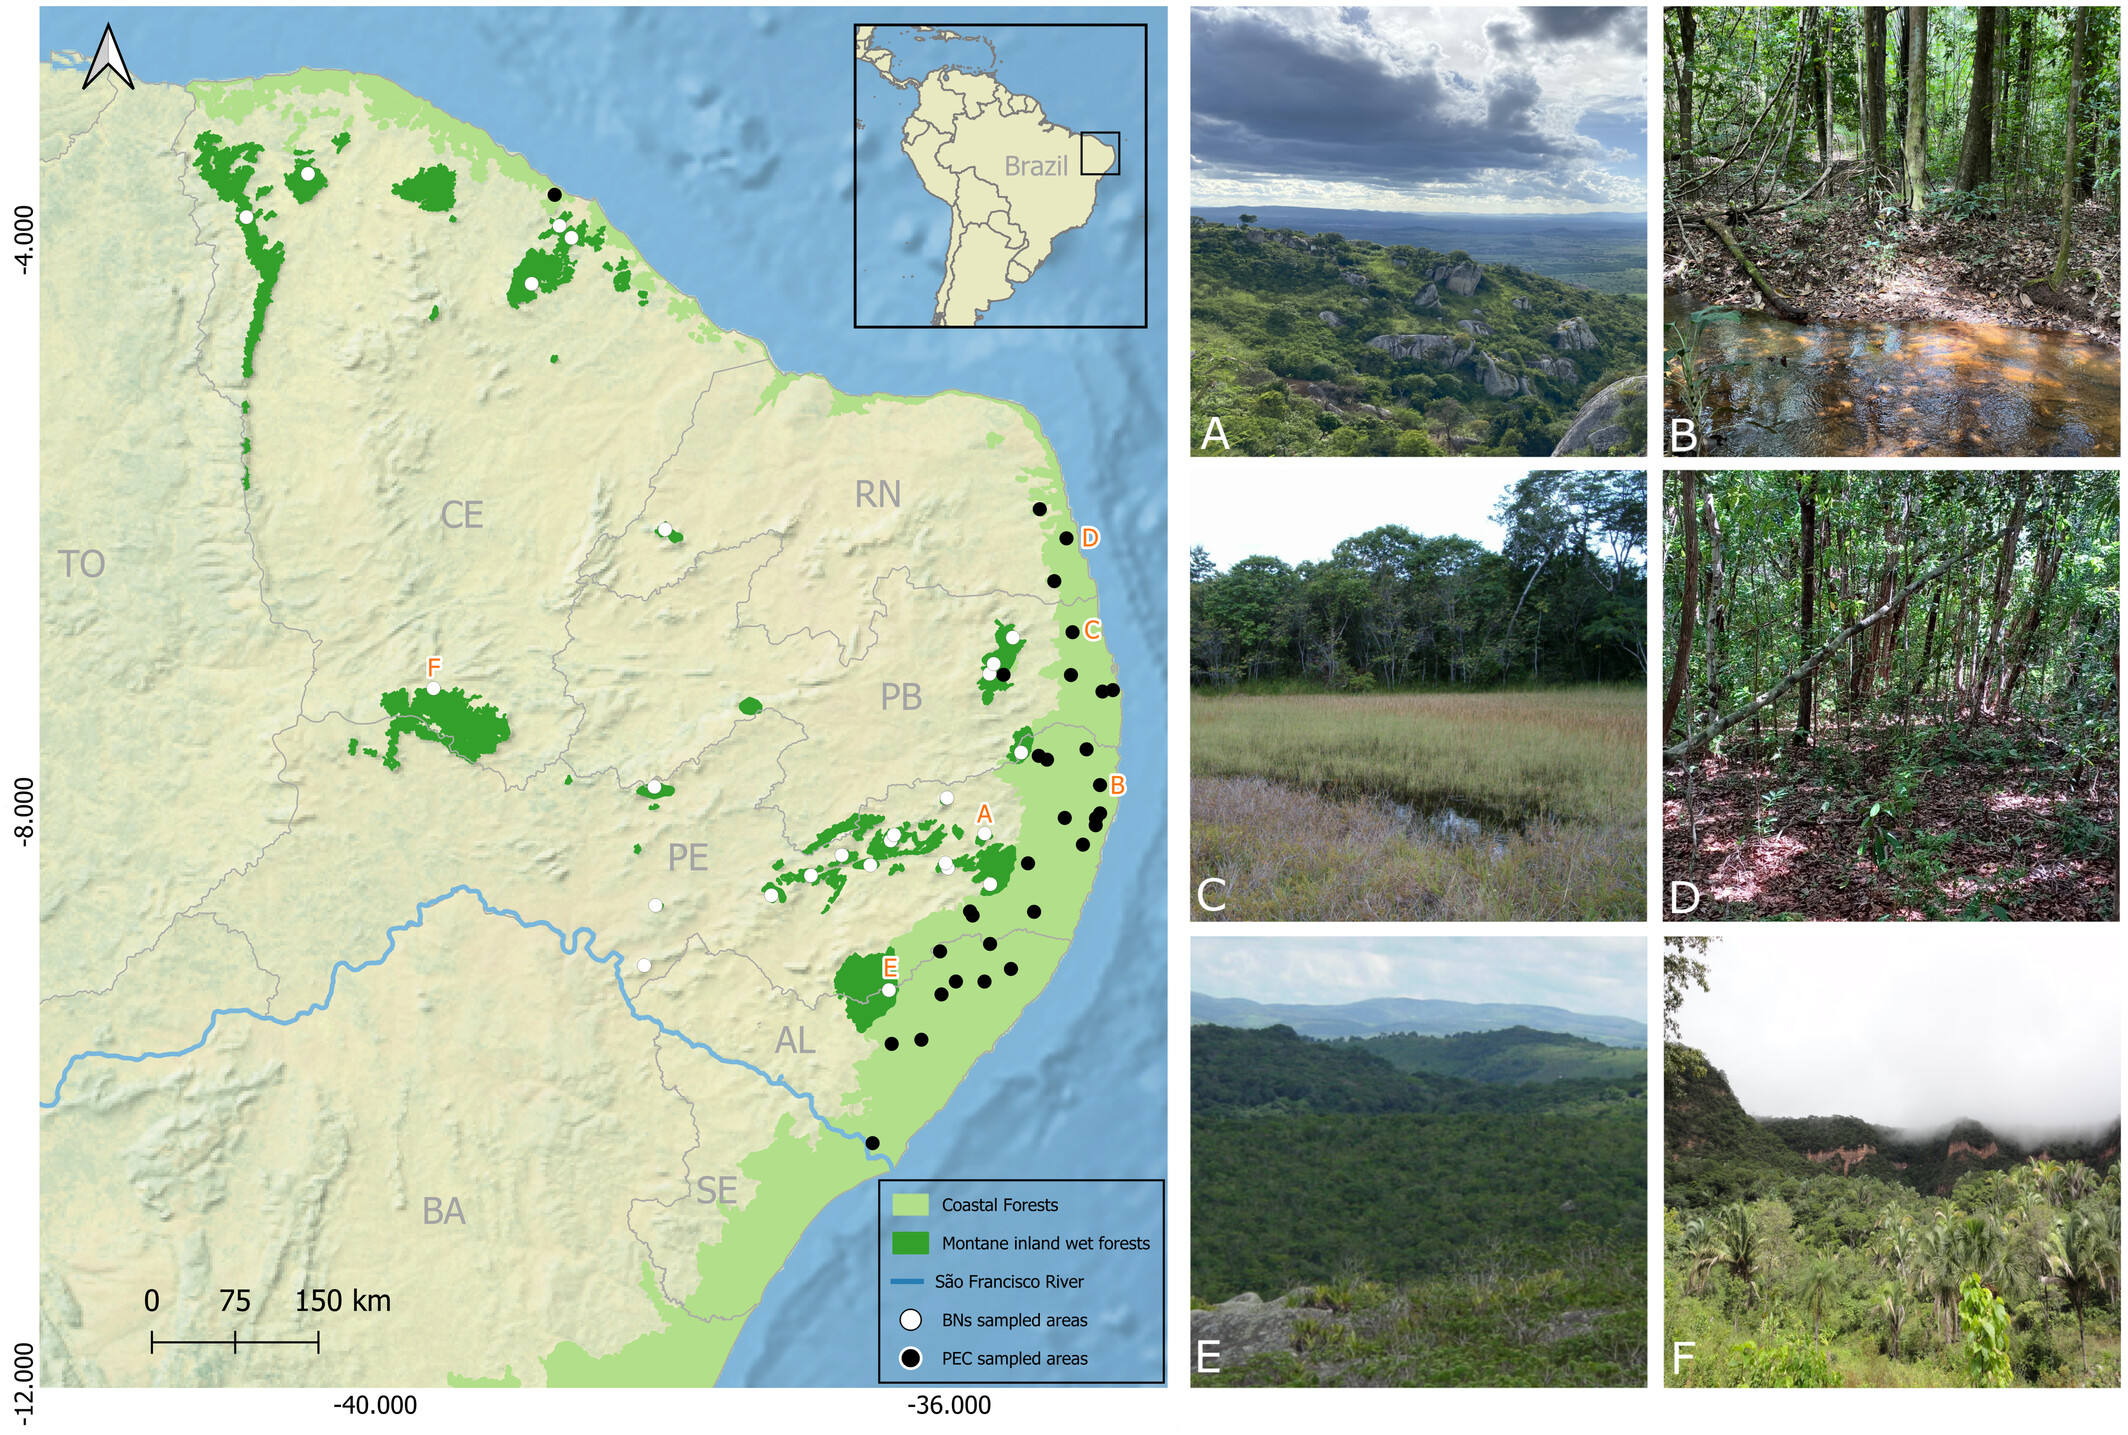 Brazil
-4.000
-8.000
-12.000
-40.000
-36.000
TO
CE
RN
PB
PE
AL
SE
BA
D
C
F
B
A
E
0 75 150 km
Coastal Forests
Montane inland wet forests
São Francisco River
BNs sampled areas
PEC sampled areas
A
B
C
D
E
F